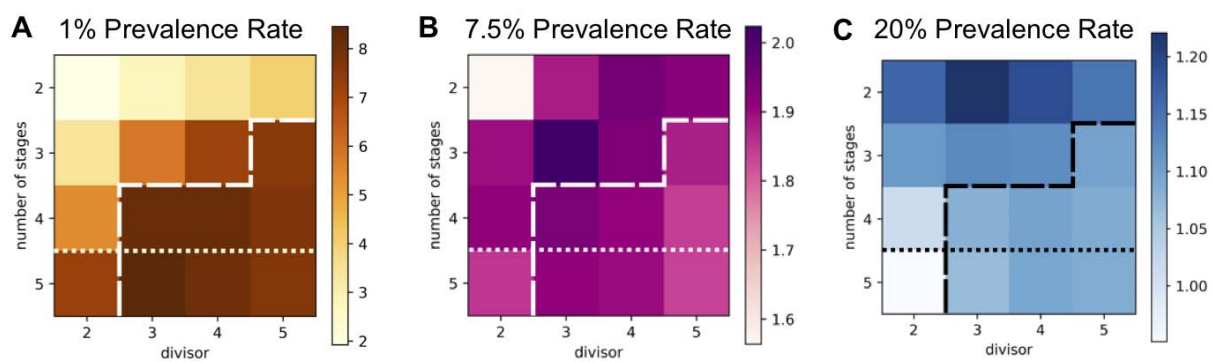 A 1% Prevalence Rate
8
7
6
5
4
3
2
number of stages
2
3
4
5
2 3 4 5
divisor
B 7.5% Prevalence Rate
2.0
1.9
1.8
1.7
1.6
number of stages
2
3
4
5
2 3 4 5
divisor
C 20% Prevalence Rate
1.20
1.15
1.10
1.05
1.00
number of stages
2
3
4
5
2 3 4 5
divisor